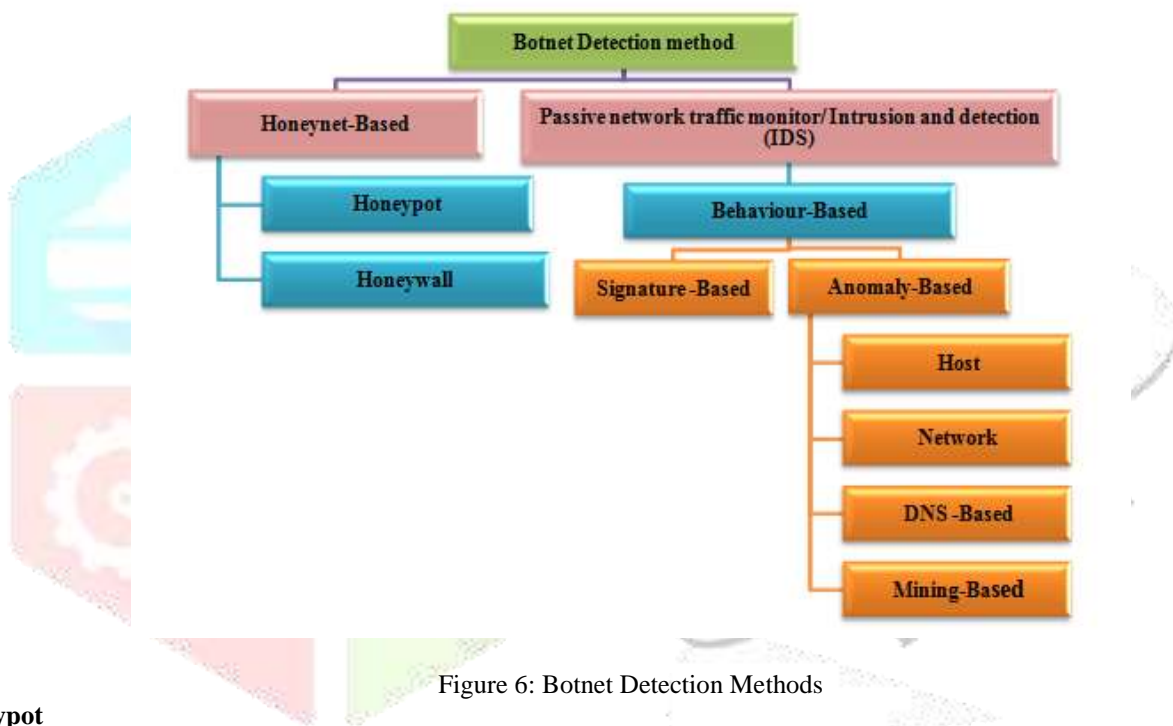 Botnet Detection method
Honeynet-Based
Passive network traffic monitor/ Intrusion and detection
(IDS)
Honeypot
Behaviour-Based
Honeywall
Signature -Based
Anomaly-Based
Host
Network
DNS -Based
Mining-Based
Figure 6: Botnet Detection Methods
ypot